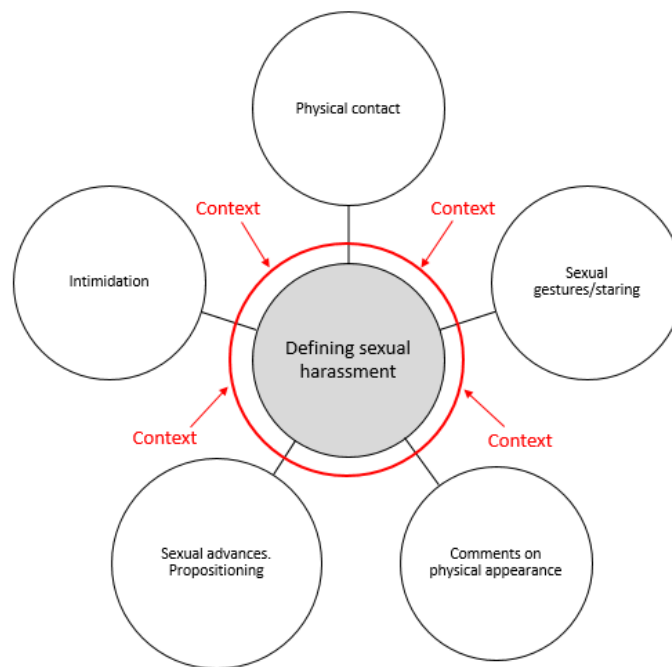 Physical contact
Context
Context
Intimidation
Sexual
gestures/staring
Defining sexual
harassment
Context
Context
Sexual advances.
Propositioning
Comments on
physical appearance